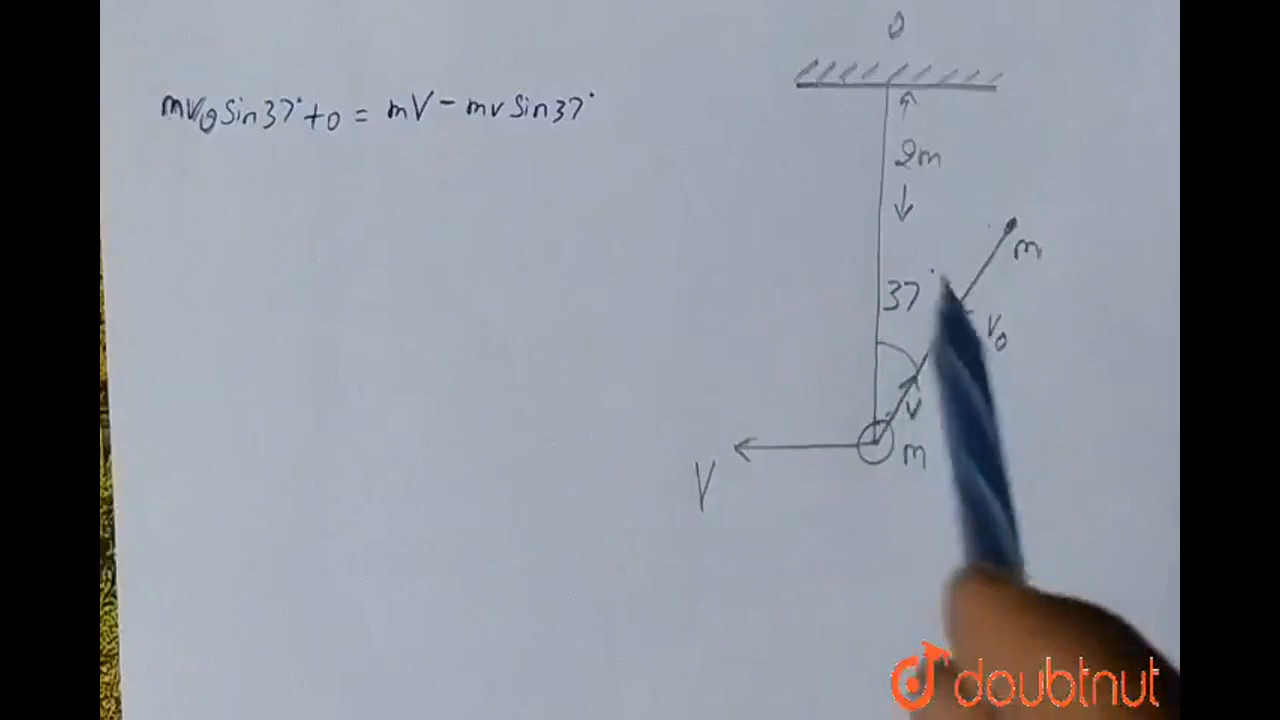 O
mv₀ sin37° + 0 = mV - mv sin37°
2m
m
37°
v₀
v
m
V
doubtnut